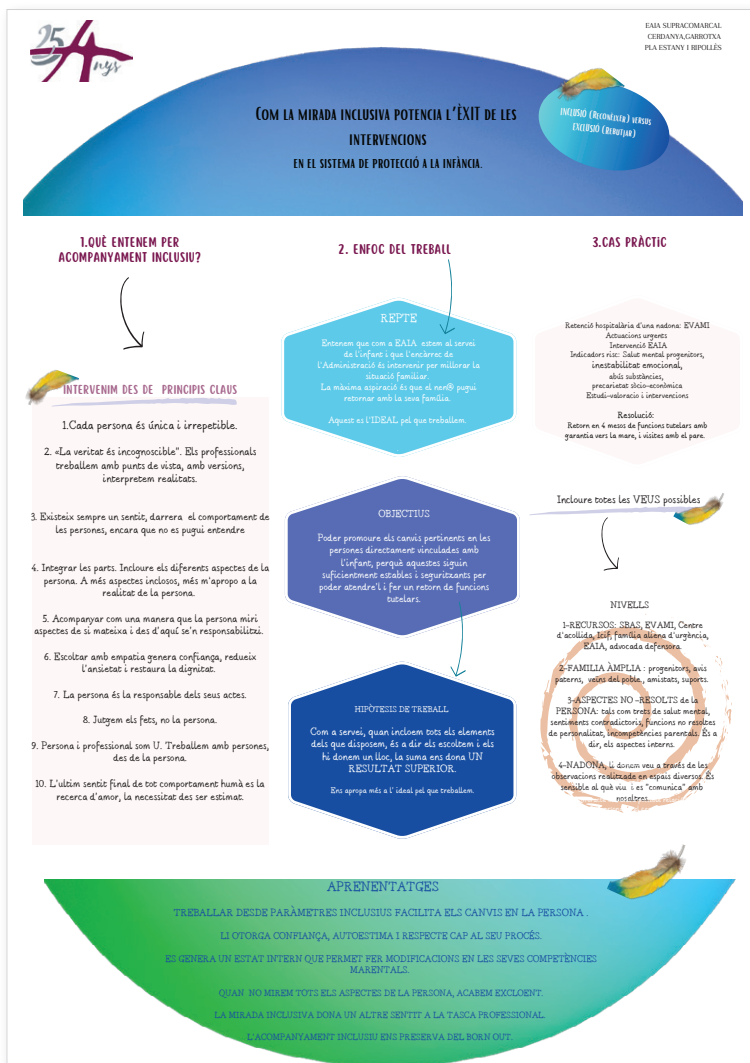 25 Anys
EAIA SUPRACOMARCAL
CERDANYA,GARROTXA
PLA ESTANY I RIPOLLÈS
COM LA MIRADA INCLUSIVA POTENCIA L'ÈXIT DE LES
INTERVENCIONS
EN EL SISTEMA DE PROTECCIÓ A LA INFÀNCIA.
INCLUSIÓ (RECONÈIXER) VERSUS
EXCLUSIÓ (REBUTJAR)
1.QUÈ ENTENEM PER
ACOMPANYAMENT INCLUSIU?
INTERVENIM DES DE PRINCIPIS CLAUS
1.Cada persona és única i irrepetible.
2. «La veritat és incognoscible". Els professionals
treballem amb punts de vista, amb versions,
interpretem realitats.
3. Existeix sempre un sentit, darrera el comportament de
les persones, encara que no es pugui entendre
4. Integrar les parts. Incloure els diferents aspectes de la
persona. A més aspectes inclosos, més m'apropo a la
realitat de la persona.
5. Acompanyar com una manera que la persona miri
aspectes de si mateixa i des d'aquí se'n responsabilitzi.
6. Escoltar amb empatia genera confiança, redueix
l'ansietat i restaura la dignitat.
7. La persona és la responsable dels seus actes.
8. Jutgem els fets, no la persona.
9. Persona i professional som U. Treballem amb persones,
des de la persona.
10. L'ultim sentit final de tot comportament humà es la
recerca d'amor, la necessitat des ser estimat.
2. ENFOC DEL TREBALL
REPTE
Entenem que com a EAIA estem al servei
de l'infant i que l'encàrrec de
l'Administració és intervenir per millorar la
situació familiar.
La màxima aspiració és que el nen@ pugui
retornar amb la seva família.
Aquest es l'IDEAL pel que treballem.
OBJECTIUS
Poder promoure els canvis pertinents en les
persones directament vinculades amb
l'infant, perquè aquestes siguin
suficientment estables i seguritzants per
poder atendre'l i fer un retorn de funcions
tutelars.
HIPÒTESIS DE TREBALL
Com a servei, quan incloem tots els elements
dels que disposem, és a dir els escoltem i els
hi donem un lloc, la suma ens dona UN
RESULTAT SUPERIOR.
Ens apropa més a l' ideal pel que treballem.
3.CAS PRÀCTIC
Retenció hospitalària d'una nadona: EVAMI
Actuacions urgents
Intervenció EAIA
Indicadors risc: Salut mental progenitors,
inestabilitat emocional,
abús substàncies,
precarietat sòcio-econòmica
Estudi-valoracio i intervencions
Resolució:
Retorn en 4 mesos de funcions tutelars amb
garantia vers la mare, i visites amb el pare.
Incloure totes les VEUS possibles
NIVELLS
1-RECURSOS: SBAS, EVAMI, Centre
d'acollida, Icif, família aliena d'urgència,
EAIA, advocada defensora.
2-FAMILIA ÀMPLIA : progenitors, avis
paterns, veïns del poble., amistats, suports.
3-ASPECTES NO -RESOLTS de la
PERSONA: tals com trets de salut mental,
sentiments contradictoris, funcions no resoltes
de personalitat, incompetències parentals. És a
dir, els aspectes interns.
4-NADONA, li donem veu a través de les
observacions realitzade en espais diversos. És
sensible al què viu i es "comunica" amb
nosaltres.
APRENENTATGES
TREBALLAR DESDE PARÀMETRES INCLUSIUS FACILITA ELS CANVIS EN LA PERSONA .
LI OTORGA CONFIANÇA, AUTOESTIMA I RESPECTE CAP AL SEU PROCÉS.
ES GENERA UN ESTAT INTERN QUE PERMET FER MODIFICACIONS EN LES SEVES COMPETÈNCIES
MARENTALS.
QUAN NO MIREM TOTS ELS ASPECTES DE LA PERSONA, ACABEM EXCLOENT.
LA MIRADA INCLUSIVA DONA UN ALTRE SENTIT A LA TASCA PROFESSIONAL.
L'ACOMPANYAMENT INCLUSIU ENS PRESERVA DEL BORN OUT.